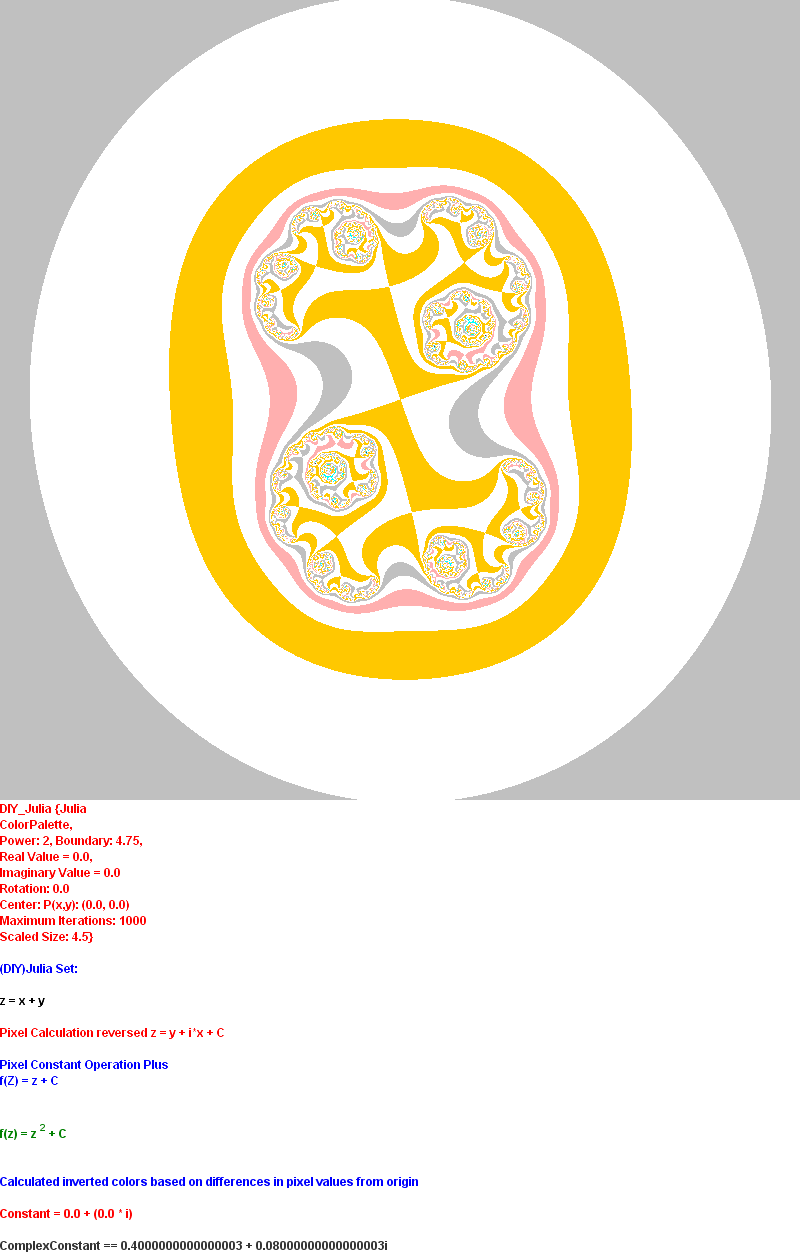 DIY_Julia {Julia
ColorPalette,
Power: 2, Boundary: 4.75,
Real Value = 0.0,
Imaginary Value = 0.0
Rotation: 0.0
Center: P(x,y): (0.0, 0.0)
Maximum Iterations: 1000
Scaled Size: 4.5}
(DIY)Julia Set:
z = x + y
Pixel Calculation reversed z = y + i*x + C
Pixel Constant Operation Plus
f(Z) = z + C
f(z) = z 2 + C
Calculated inverted colors based on differences in pixel values from origin
Constant = 0.0 + (0.0 * i)
ComplexConstant == 0.4000000000000003 + 0.08000000000000003i